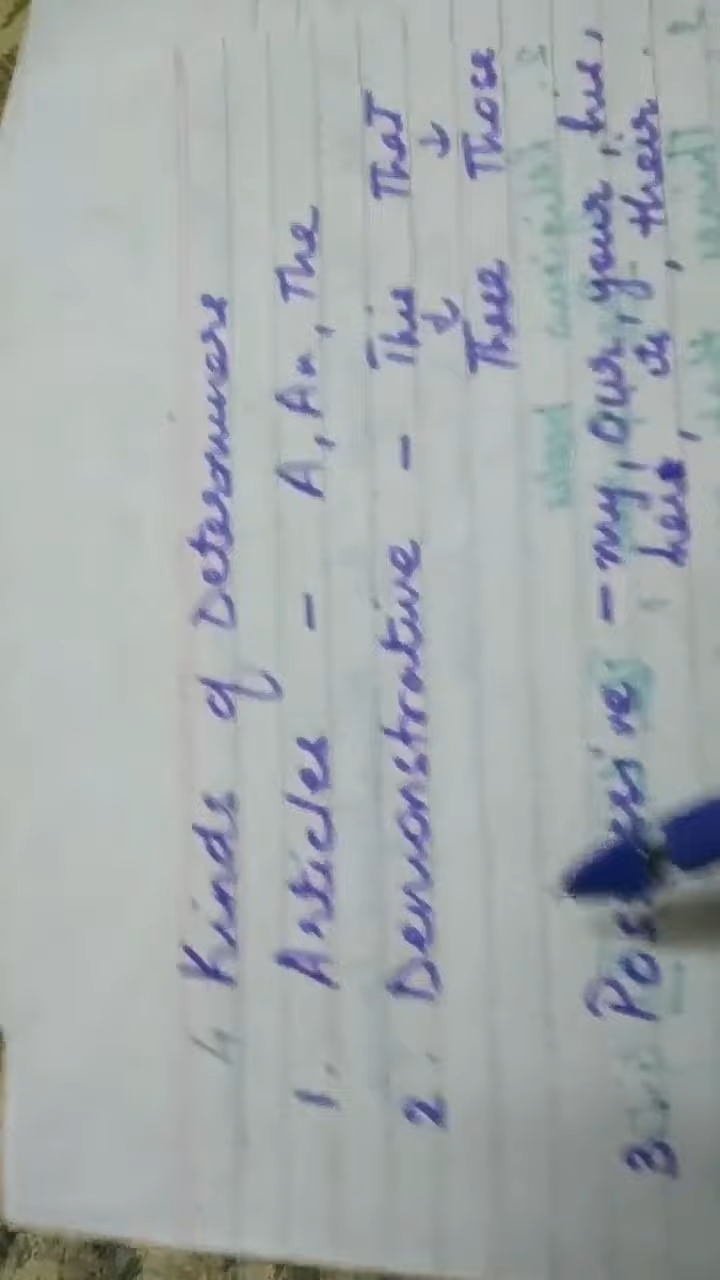 4 Kinds of Determiners
1. Articles - A, An, The
2. Demonstrative - This That
↓ ↓
These Those
3 Possessive - my, our, your, his,
her, its, their